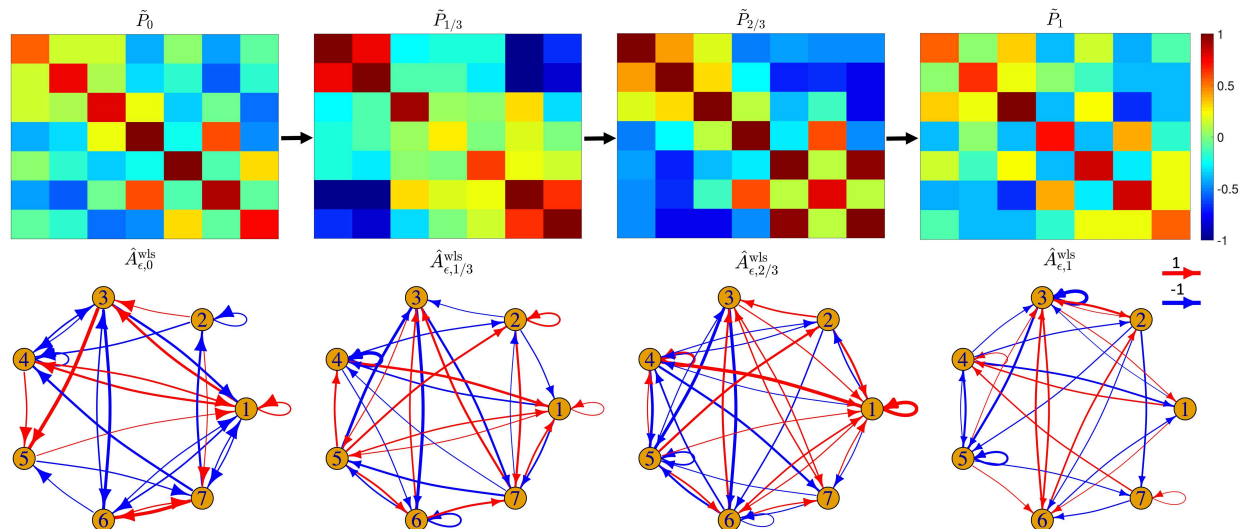 P̃₀ P̃₁/₃ P̃₂/₃ P̃₁
1
0.5
0
-0.5
-1
Â^wls_ϵ,0 Â^wls_ϵ,1/3 Â^wls_ϵ,2/3 Â^wls_ϵ,1
1
-1
3 3 3 3
2 2 2 2
4 4 4 4
1 1 1 1
5 5 5 5
7 7 7 7
6 6 6 6